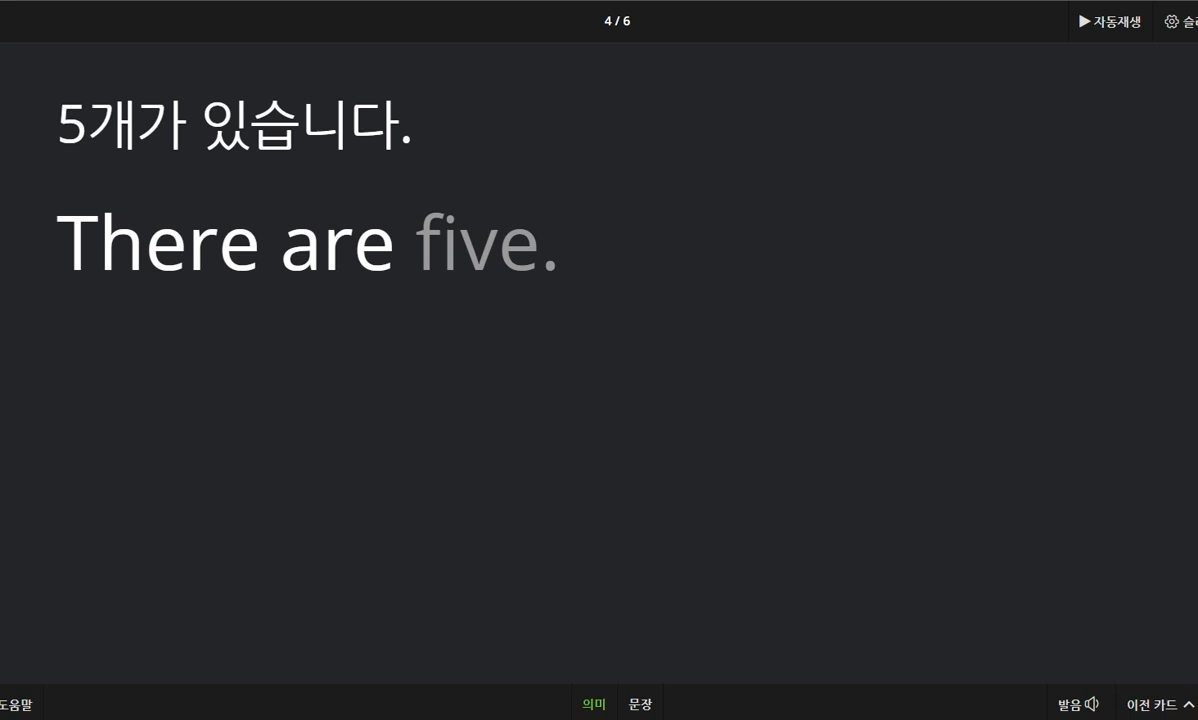 4 / 6
▶ 자동재생
5개가 있습니다.
There are five.
도움말
의미
문장
발음
이전 카드